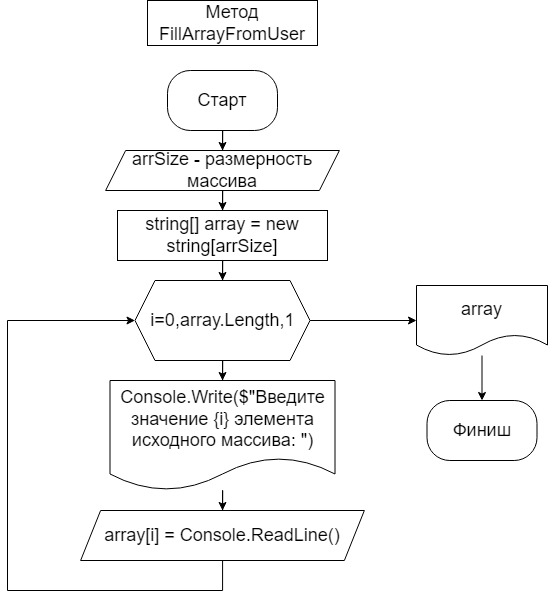 Метод
FillArrayFromUser
Старт
arrSize - размерность
массива
string[] array = new
string[arrSize]
i=0,array.Length,1
array
Console.Write($"Введите
значение {i} элемента
исходного массива: ")
Финиш
array[i] = Console.ReadLine()